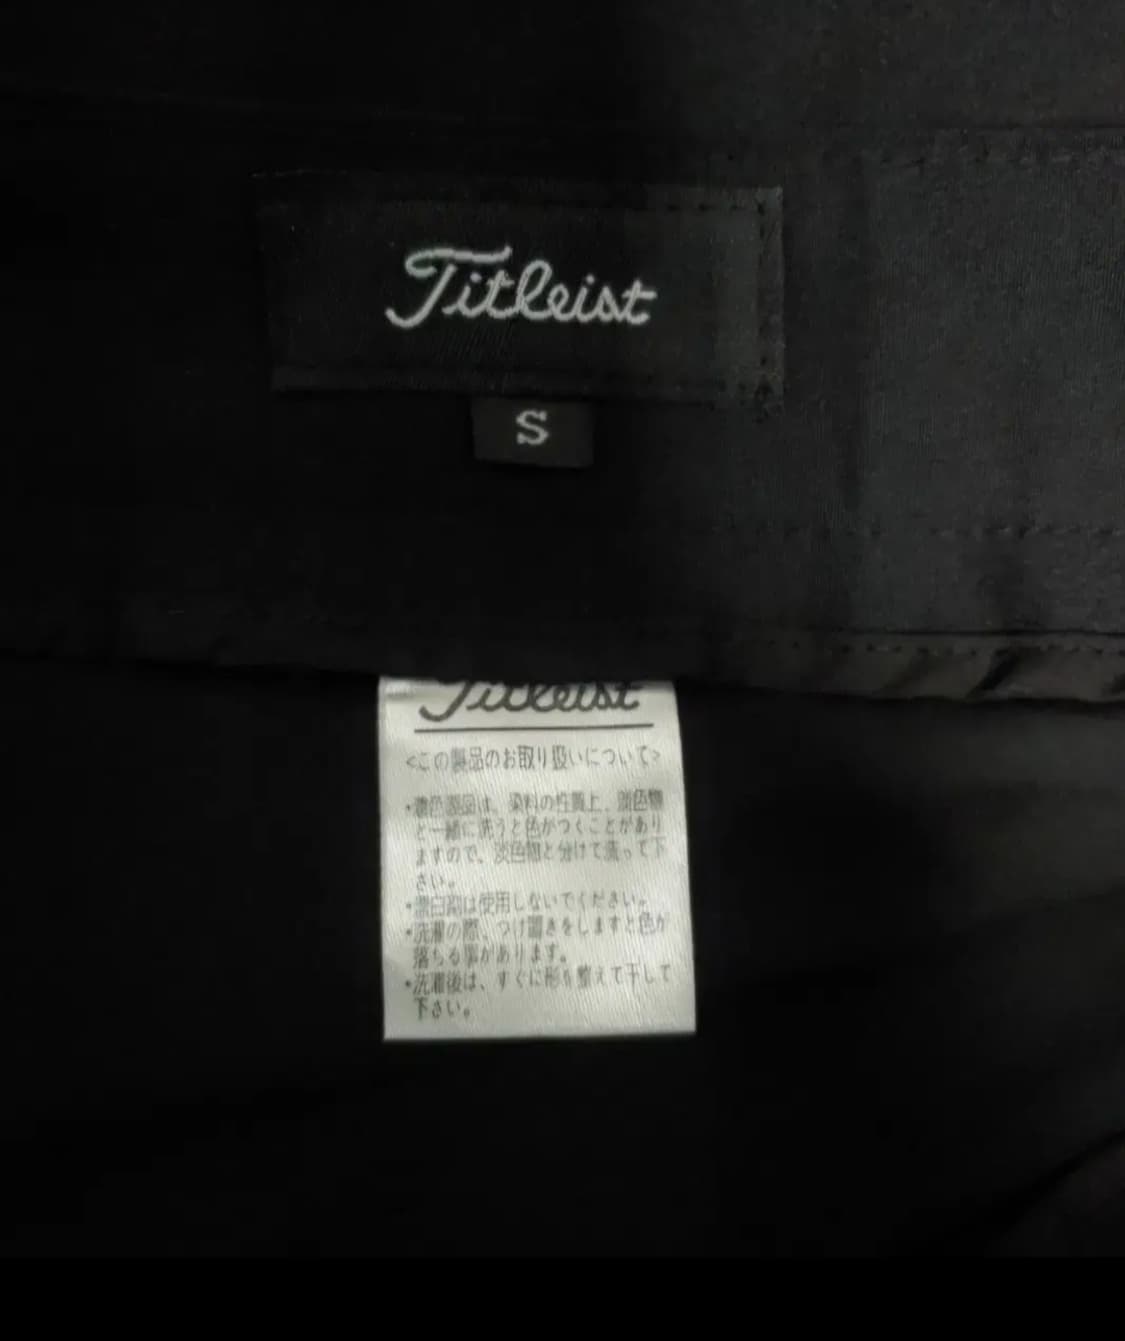 Titleist
S
Titleist
<この製品のお取り扱いについて>
・濃色製品は、染料の性質上、淡色物
と一緒に洗うと色がつくことがあり
ますので、淡色物と分けて洗って下
さい。
・漂白剤は使用しないでください。
・洗濯の際、つけ置きをしますと色が
落ちる事があります。
・洗濯後は、すぐに形を整えて干して
下さい。